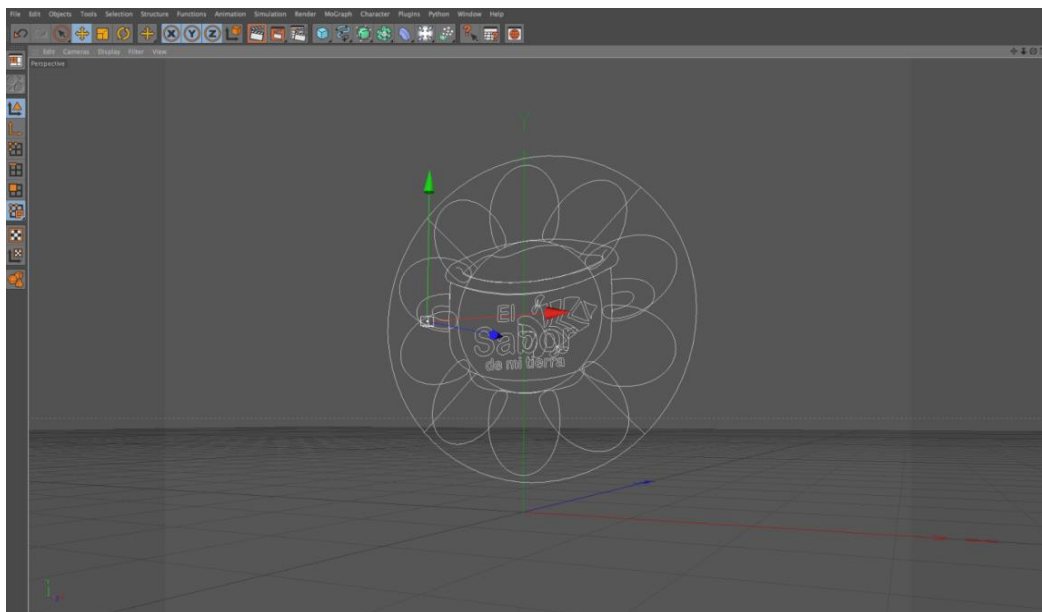 File Edit Objects Tools Selection Structure Functions Animation Simulation Render MoGraph Character Plugins Python Window Help
Edit Cameras Display Filter View
Perspective
Y
El
Sabor
de mi tierra